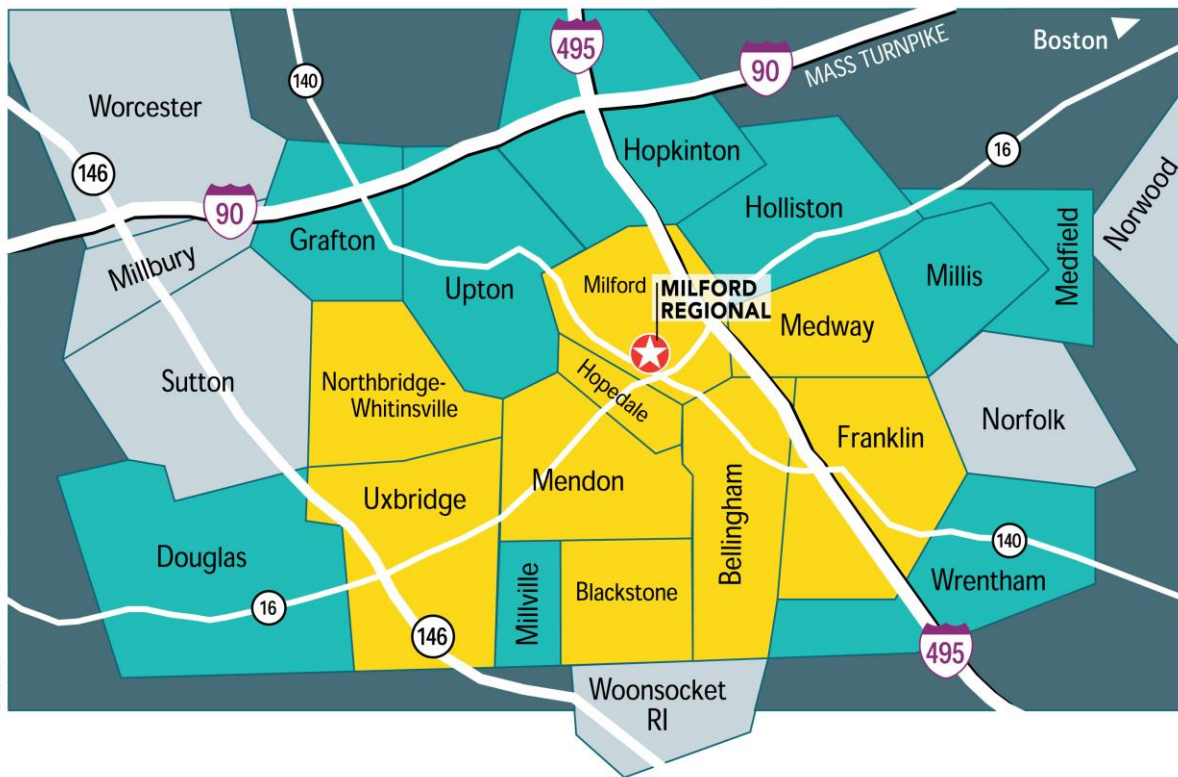 495
90
MASS TURNPIKE
Boston
140
Worcester
146
Hopkinton
16
90
Grafton
Holliston
Norwood
Millbury
Upton
Milford
MILFORD
REGIONAL
Medway
Millis
Medfield
Sutton
Northbridge-
Whitinsville
Hopedale
Franklin
Norfolk
Mendon
Uxbridge
Bellingham
Douglas
140
Wrentham
Millville
Blackstone
16
146
495
Woonsocket
RI